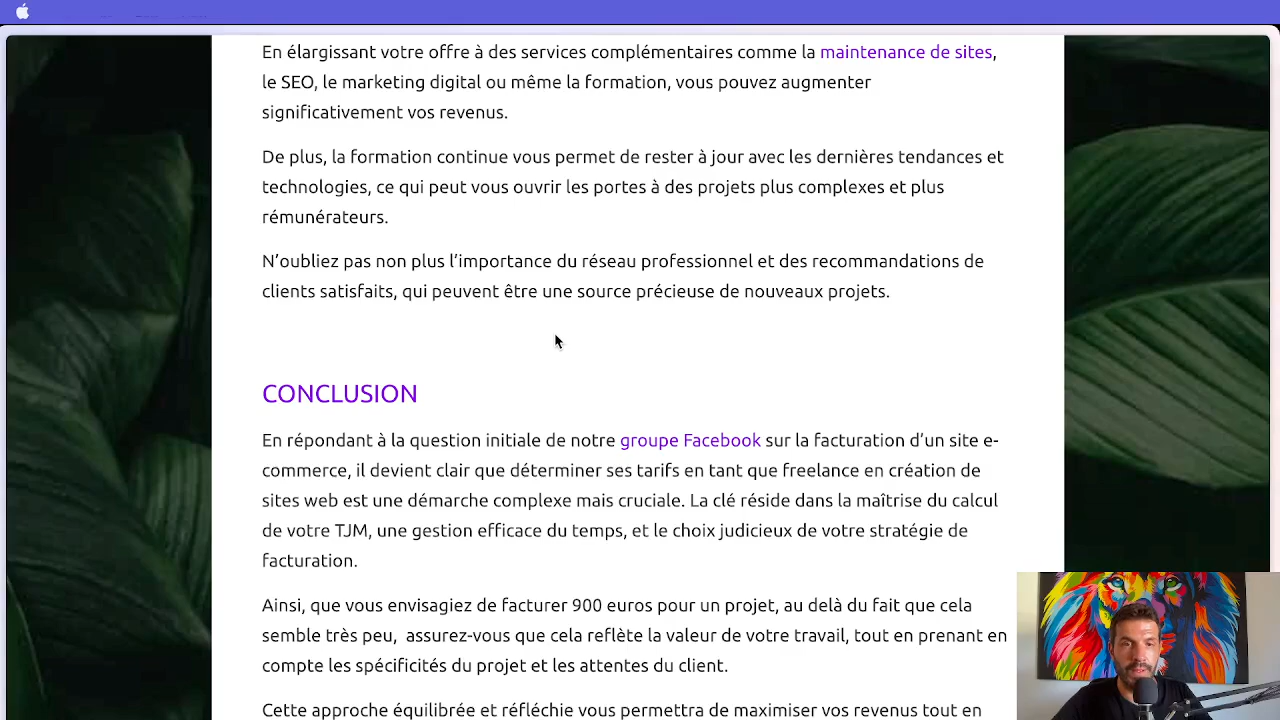 En élargissant votre offre à des services complémentaires comme la maintenance de sites,
le SEO, le marketing digital ou même la formation, vous pouvez augmenter
significativement vos revenus.
De plus, la formation continue vous permet de rester à jour avec les dernières tendances et
technologies, ce qui peut vous ouvrir les portes à des projets plus complexes et plus
rémunérateurs.
N’oubliez pas non plus l’importance du réseau professionnel et des recommandations de
clients satisfaits, qui peuvent être une source précieuse de nouveaux projets.
CONCLUSION
En répondant à la question initiale de notre groupe Facebook sur la facturation d’un site e-
commerce, il devient clair que déterminer ses tarifs en tant que freelance en création de
sites web est une démarche complexe mais cruciale. La clé réside dans la maîtrise du calcul
de votre TJM, une gestion efficace du temps, et le choix judicieux de votre stratégie de
facturation.
Ainsi, que vous envisagiez de facturer 900 euros pour un projet, au delà du fait que cela
semble très peu, assurez-vous que cela reflète la valeur de votre travail, tout en prenant en
compte les spécificités du projet et les attentes du client.
Cette approche équilibrée et réfléchie vous permettra de maximiser vos revenus tout en